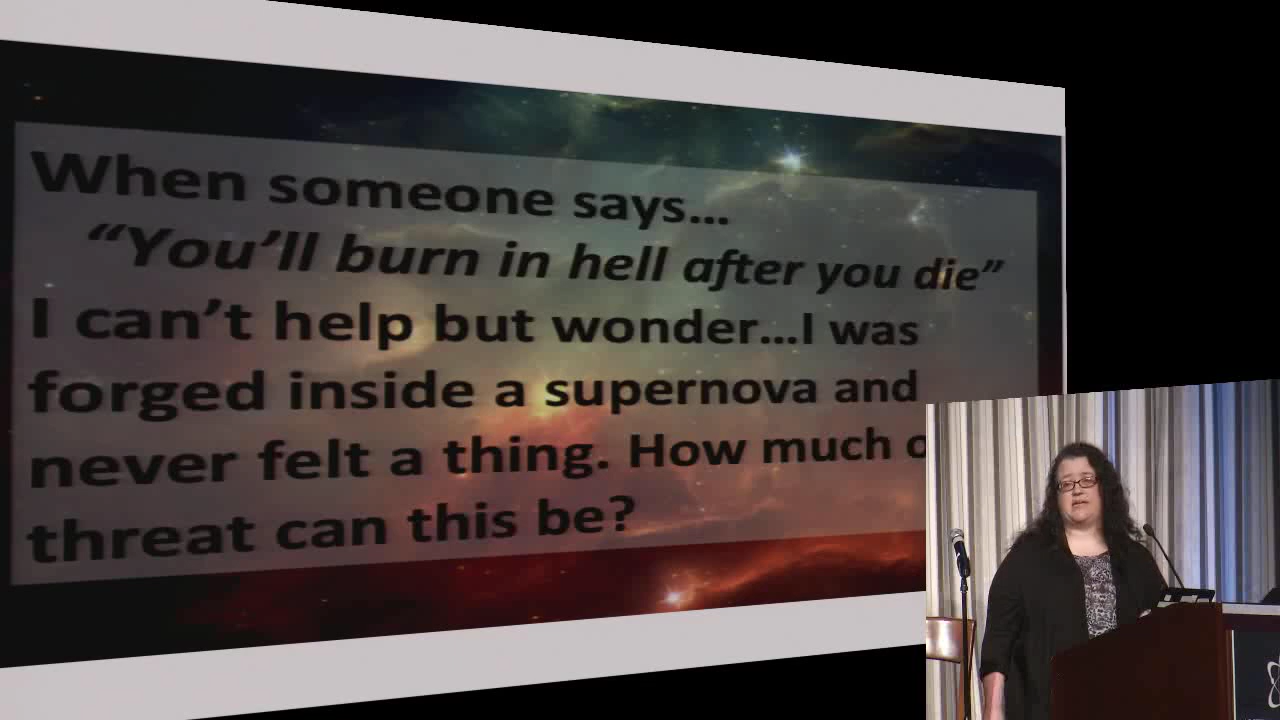 When someone says...
“You’ll burn in hell after you die”
I can’t help but wonder...I was
forged inside a supernova and
never felt a thing. How much
threat can this be?